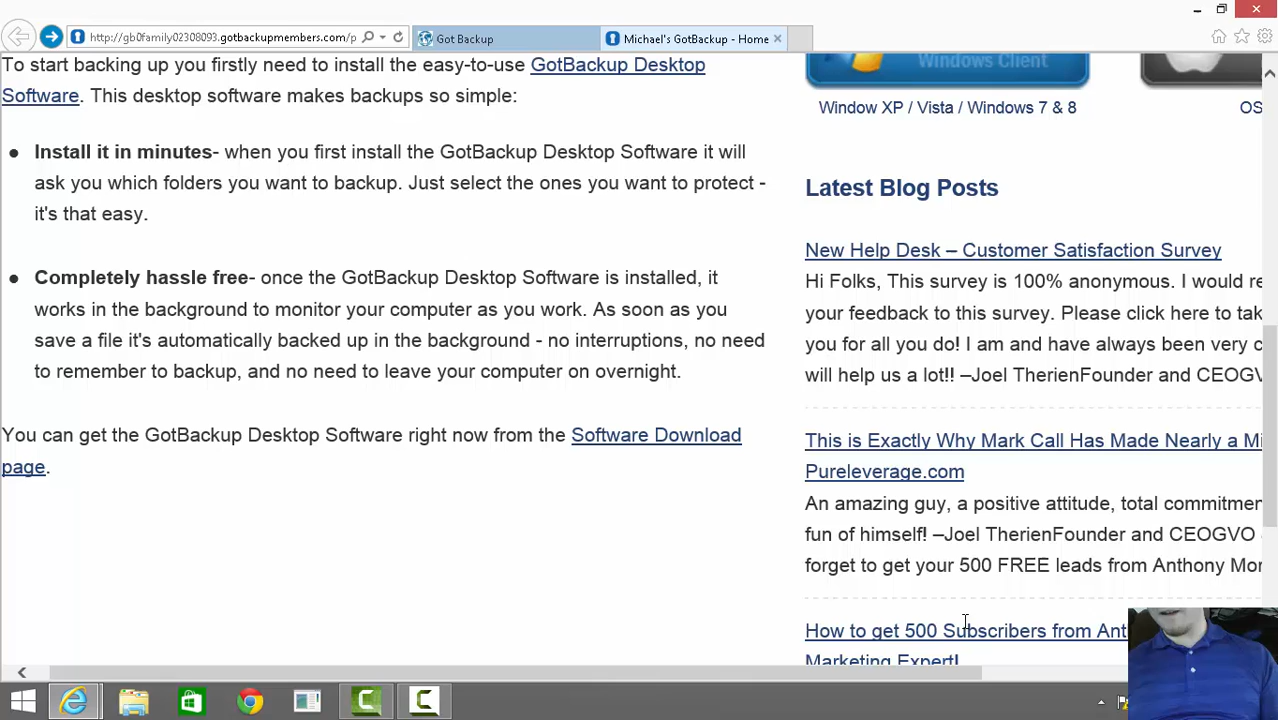 http://gb0family02308093.gotbackupmembers.com/p
Got Backup
Michael's GotBackup - Home
To start backing up you firstly need to install the easy-to-use GotBackup Desktop
Software. This desktop software makes backups so simple:
● Install it in minutes- when you first install the GotBackup Desktop Software it will
ask you which folders you want to backup. Just select the ones you want to protect -
it's that easy.
● Completely hassle free- once the GotBackup Desktop Software is installed, it
works in the background to monitor your computer as you work. As soon as you
save a file it's automatically backed up in the background - no interruptions, no need
to remember to backup, and no need to leave your computer on overnight.
You can get the GotBackup Desktop Software right now from the Software Download
page.
Windows Client
Window XP / Vista / Windows 7 & 8
OS
Latest Blog Posts
New Help Desk – Customer Satisfaction Survey
Hi Folks, This survey is 100% anonymous. I would re
your feedback to this survey. Please click here to tak
you for all you do! I am and have always been very c
will help us a lot!! –Joel TherienFounder and CEOGV
This is Exactly Why Mark Call Has Made Nearly a Mi
Pureleverage.com
An amazing guy, a positive attitude, total commitmen
fun of himself! –Joel TherienFounder and CEOGVO
forget to get your 500 FREE leads from Anthony Mor
How to get 500 Subscribers from Ant
Marketing Expert!